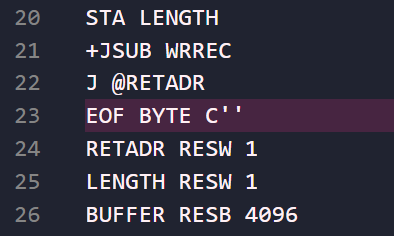 20 STA LENGTH
21 +JSUB WRREC
22 J @RETADR
23 EOF BYTE C''
24 RETADR RESW 1
25 LENGTH RESW 1
26 BUFFER RESB 4096